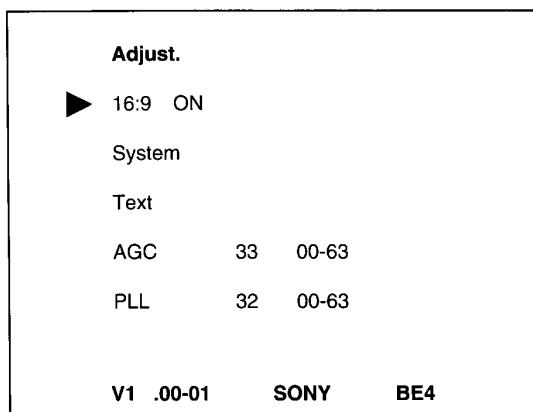 Adjust.
16:9 ON
System
Text
AGC 33 00-63
PLL 32 00-63
V1 .00-01 SONY BE4